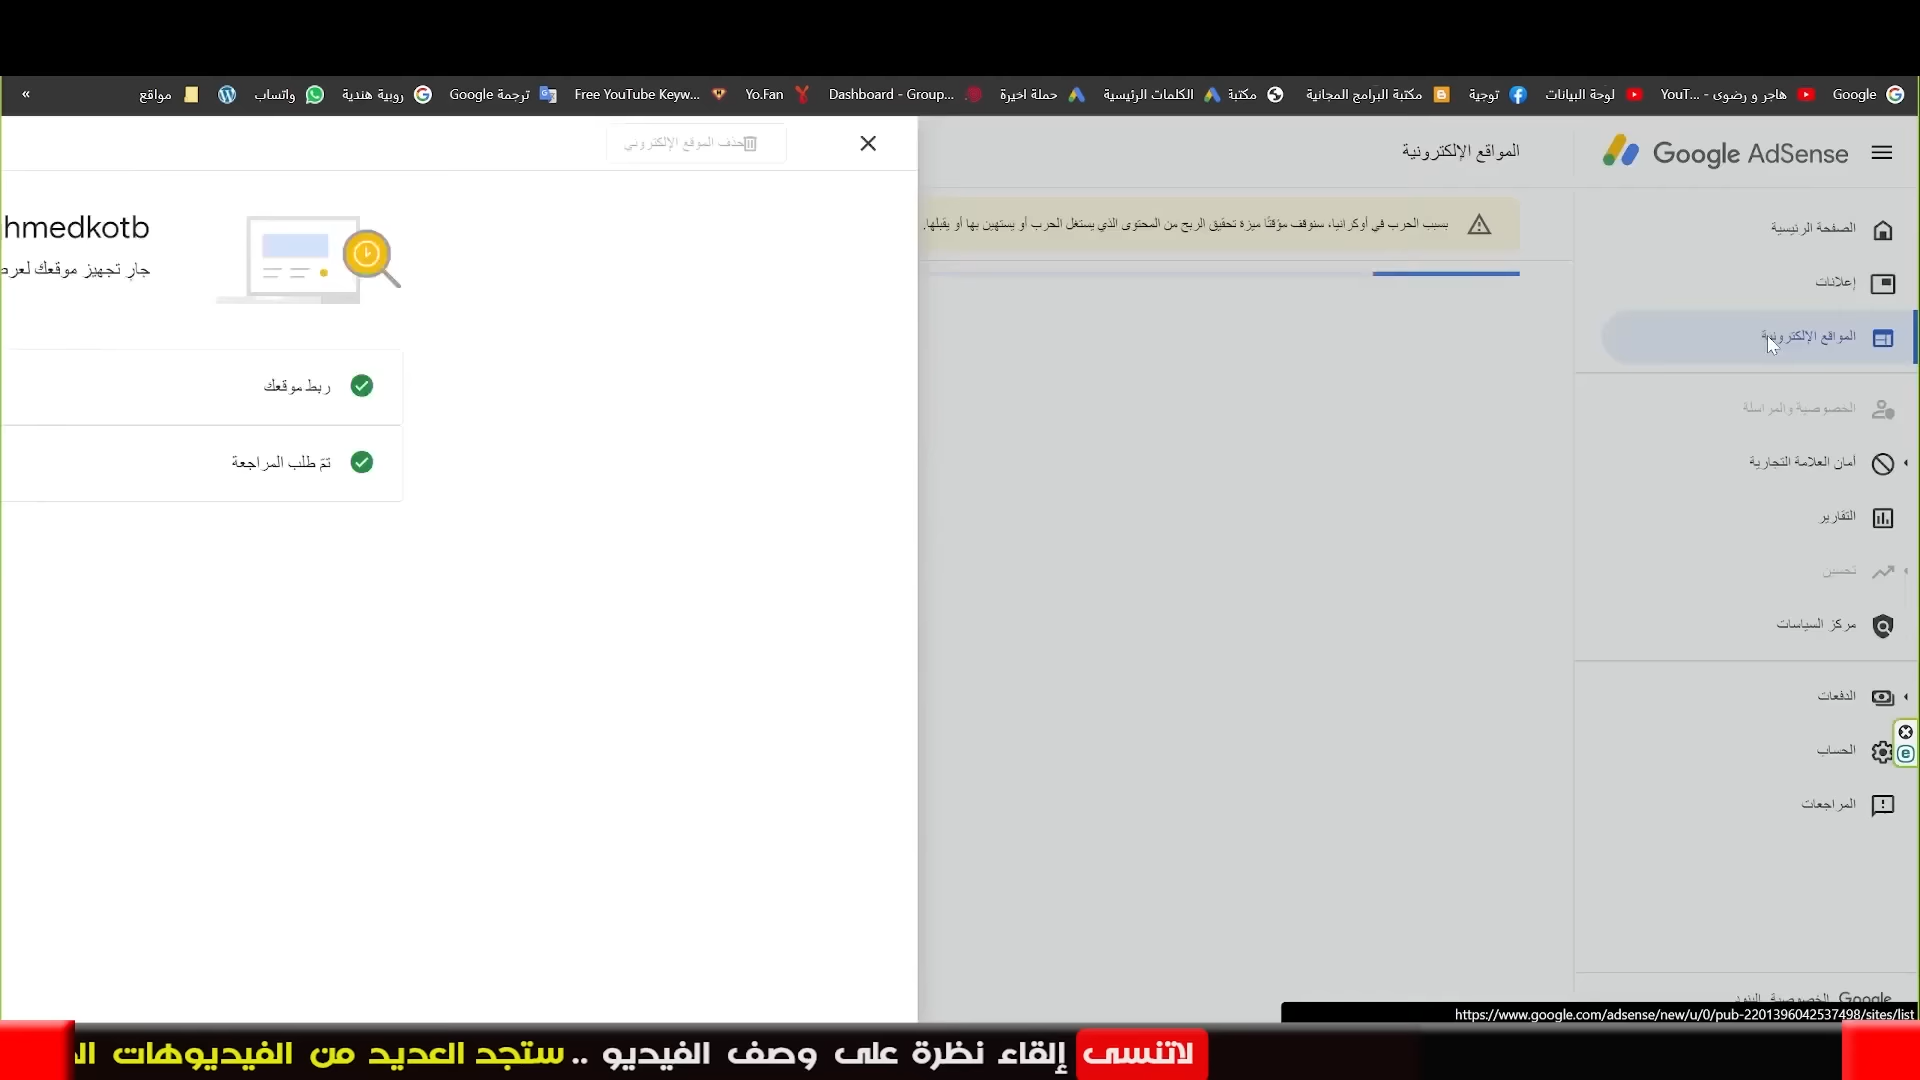 Google هاجر و رضوى - YouT... لوحة البيانات توجية مكتبة البرامج المجانية مكتبة الكلمات الرئيسية حملة اخيرة Dashboard - Group... Yo.Fan Free YouTube Keyw... ترجمة Google روبية هندية واتساب مواقع »
Google AdSense
المواقع الإلكترونية
حذف الموقع الإلكتروني
الصفحة الرئيسية
إعلانات
المواقع الإلكترونية
الخصوصية والمراسلة
أمان العلامة التجارية
التقارير
تحسين
مركز السياسات
الدفعات
الحساب
المراجعات
Google الخصوصية البنود
بسبب الحرب في أوكرانيا، سنوقف مؤقتًا ميزة تحقيق الربح من المحتوى الذي يستغل الحرب أو يستهين بها أو يقبلها.
hmedkotb
جارٍ تجهيز موقعك لعرض
ربط موقعك
تمّ طلب المراجعة
https://www.google.com/adsense/new/u/0/pub-2201396042537498/sites/list
لاتنسى إلقاء نظرة على وصف الفيديو .. ستجد العديد من الفيديوهات ال